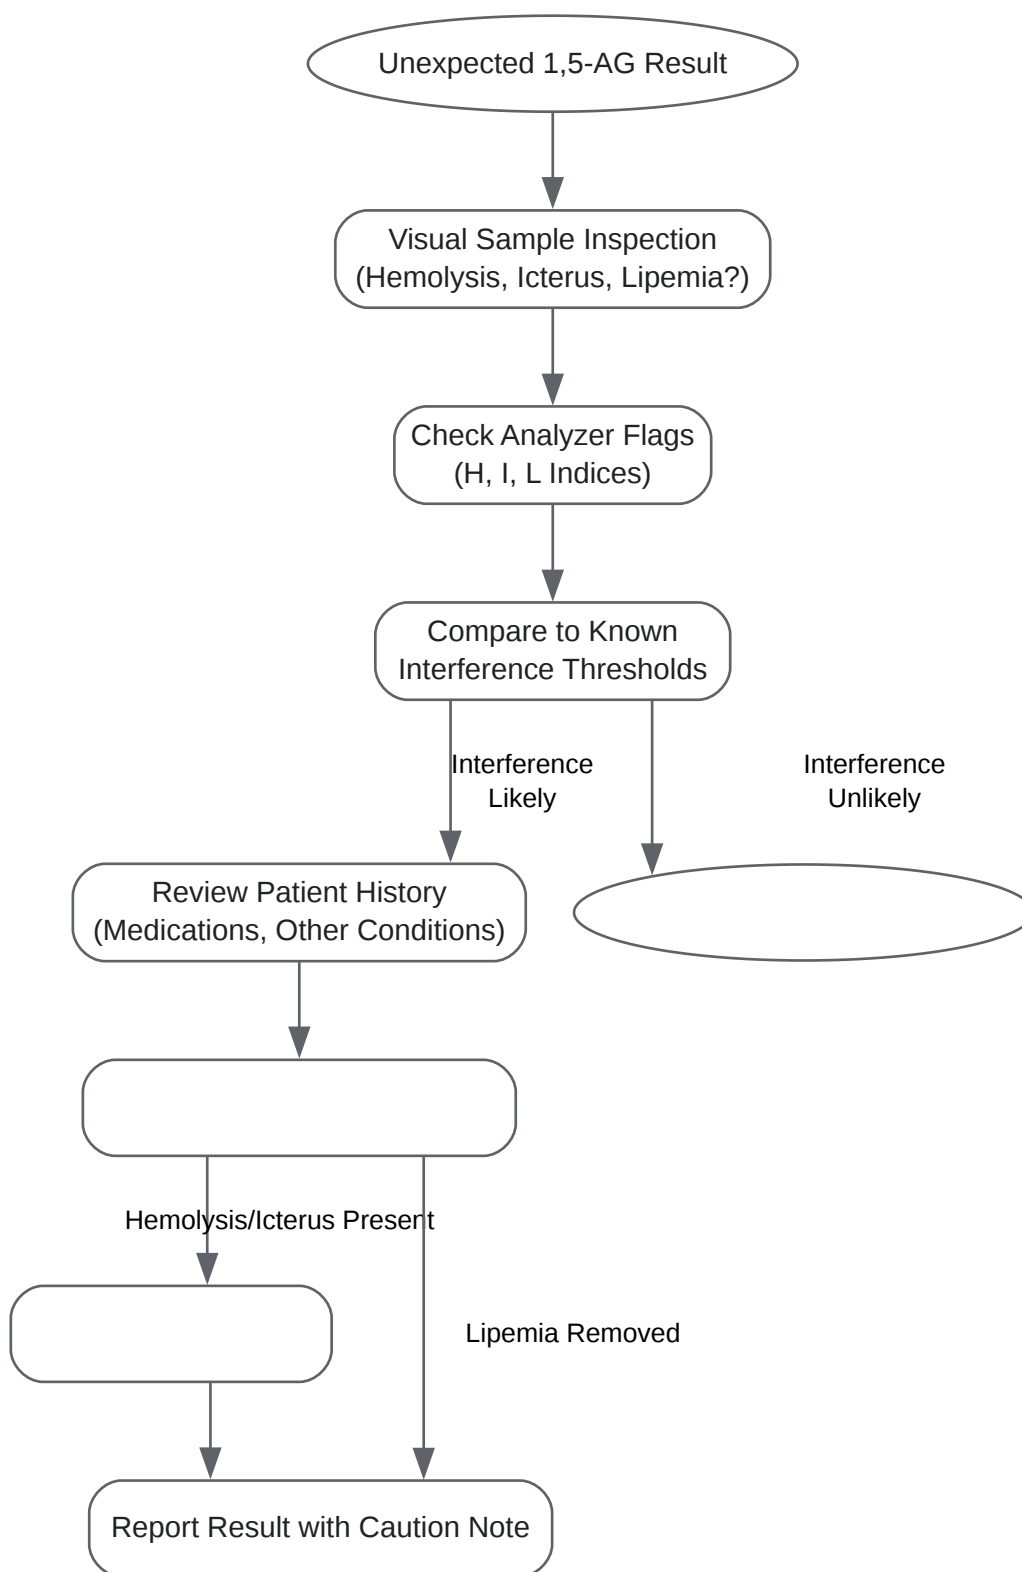 Unexpected 1,5-AG Result
Visual Sample Inspection
(Hemolysis, Icterus, Lipemia?)
Check Analyzer Flags
(H, I, L Indices)
Compare to Known
Interference Thresholds
Interference
Likely
Interference
Unlikely
Review Patient History
(Medications, Other Conditions)
Hemolysis/Icterus Present
Lipemia Removed
Report Result with Caution Note